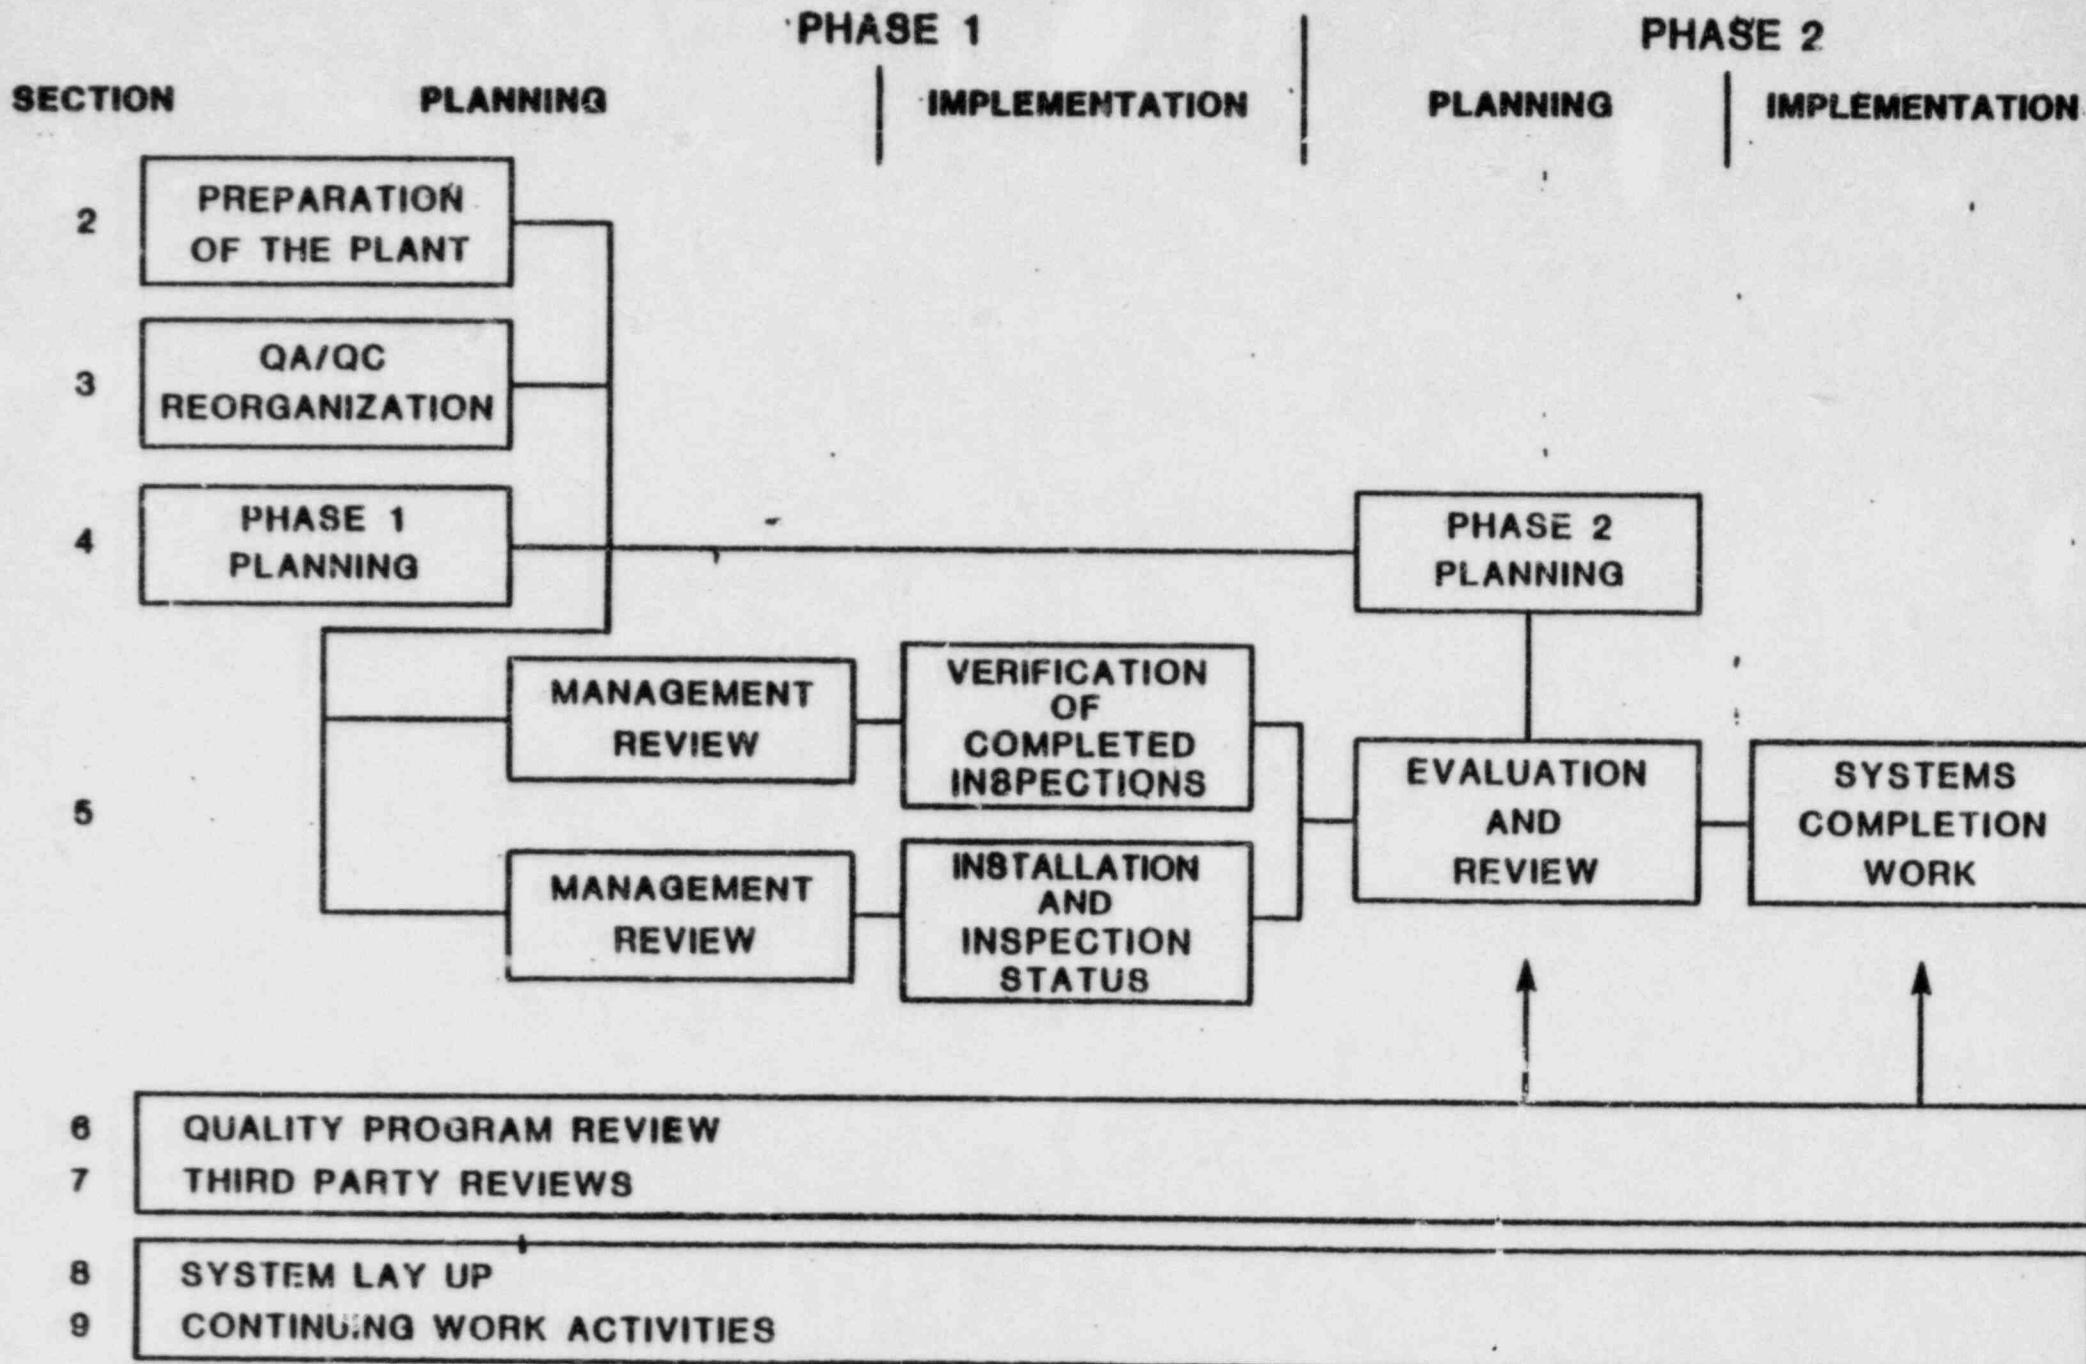 PHASE 1
PHASE 2
SECTION
PLANNING
IMPLEMENTATION
PLANNING
IMPLEMENTATION
2
PREPARATION
OF THE PLANT
3
QA/QC
REORGANIZATION
4
PHASE 1
PLANNING
PHASE 2
PLANNING
5
MANAGEMENT
REVIEW
VERIFICATION
OF
COMPLETED
INSPECTIONS
MANAGEMENT
REVIEW
INSTALLATION
AND
INSPECTION
STATUS
EVALUATION
AND
REVIEW
SYSTEMS
COMPLETION
WORK
6 QUALITY PROGRAM REVIEW
7 THIRD PARTY REVIEWS
8 SYSTEM LAY UP
9 CONTINUING WORK ACTIVITIES